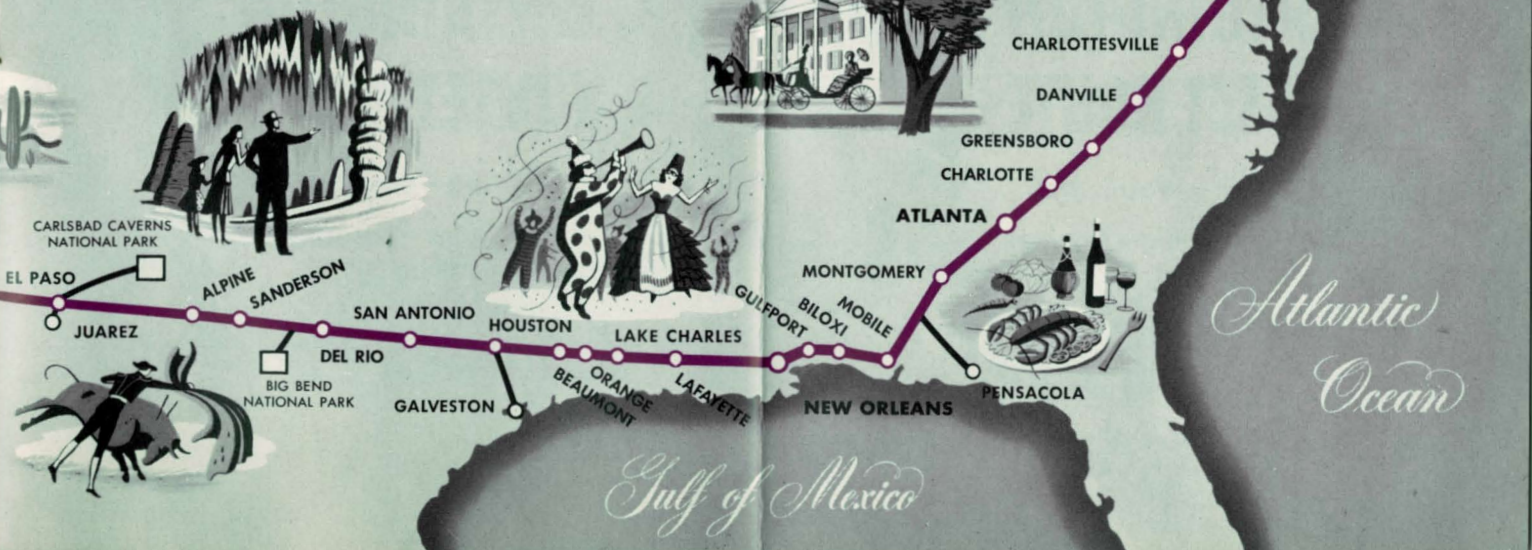 CHARLOTTESVILLE
DANVILLE
GREENSBORO
CHARLOTTE
ATLANTA
CARLSBAD CAVERNS
NATIONAL PARK
EL PASO
ALPINE
SANDERSON
MONTGOMERY
JUAREZ
SAN ANTONIO
HOUSTON
LAKE CHARLES
GULFPORT
BILOXI
MOBILE
DEL RIO
BIG BEND
NATIONAL PARK
GALVESTON
BEAUMONT
ORANGE
LAFAYETTE
NEW ORLEANS
PENSACOLA
Atlantic
Ocean
Gulf of Mexico